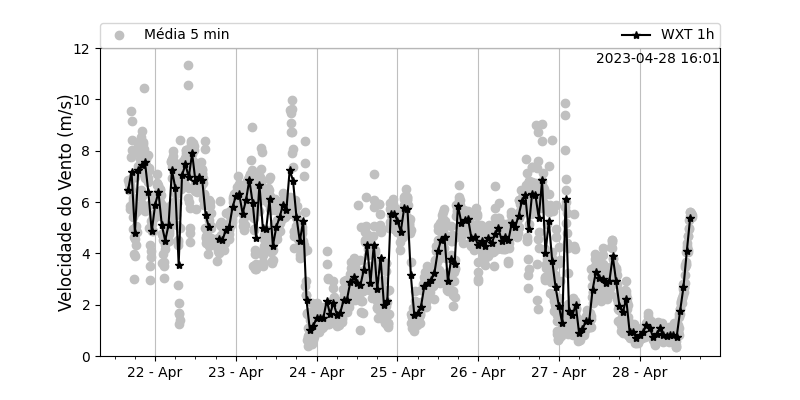 Média 5 min
WXT 1h
2023-04-28 16:01
Velocidade do Vento (m/s)
12
10
8
6
4
2
0
22 - Apr
23 - Apr
24 - Apr
25 - Apr
26 - Apr
27 - Apr
28 - Apr